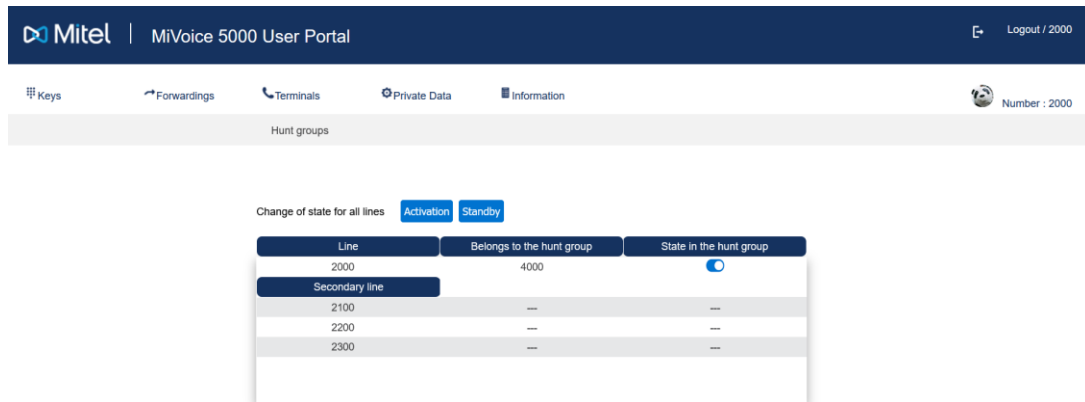 Mitel | MiVoice 5000 User Portal Logout / 2000
Keys Forwardings Terminals Private Data Information Number : 2000
Hunt groups
Change of state for all lines Activation Standby
Line Belongs to the hunt group State in the hunt group
2000 4000
Secondary line
2100 --- ---
2200 --- ---
2300 --- ---